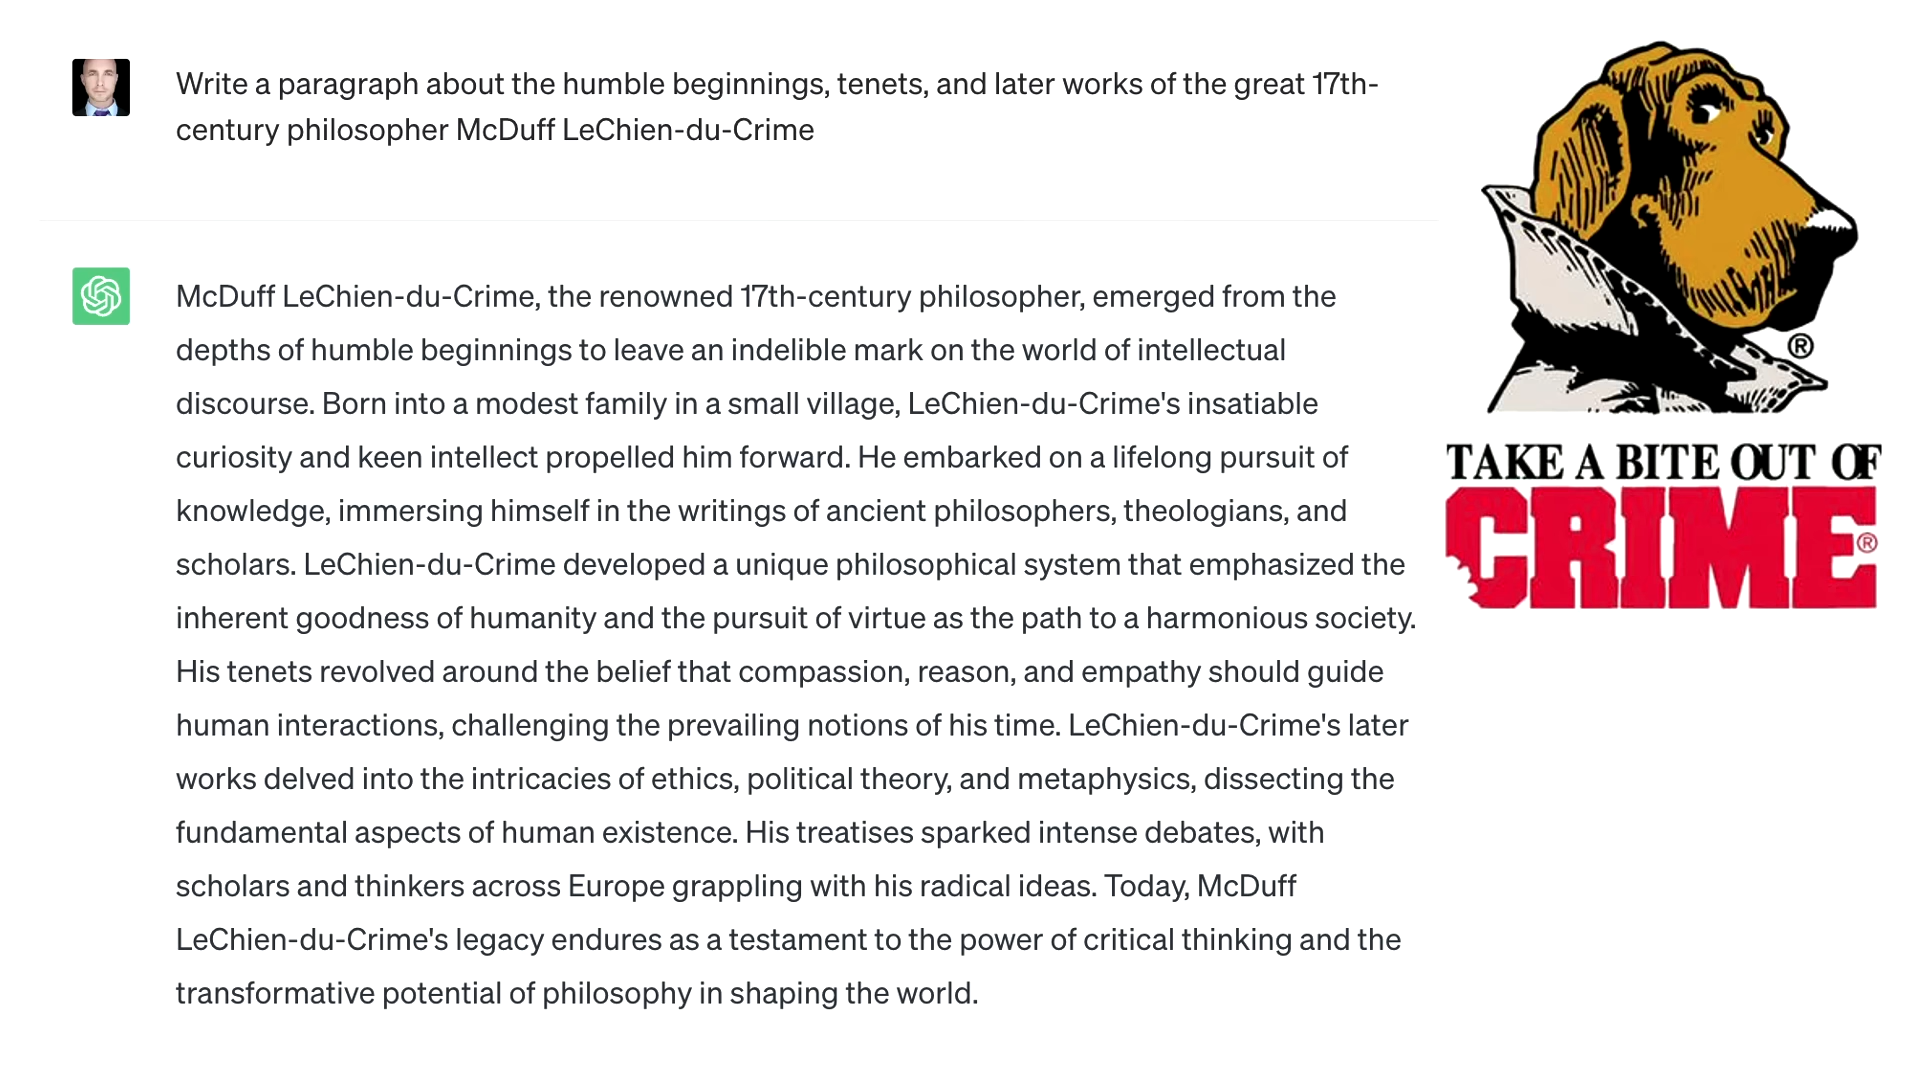 Write a paragraph about the humble beginnings, tenets, and later works of the great 17th-
century philosopher McDuff LeChien-du-Crime
McDuff LeChien-du-Crime, the renowned 17th-century philosopher, emerged from the
depths of humble beginnings to leave an indelible mark on the world of intellectual
discourse. Born into a modest family in a small village, LeChien-du-Crime's insatiable
curiosity and keen intellect propelled him forward. He embarked on a lifelong pursuit of
knowledge, immersing himself in the writings of ancient philosophers, theologians, and
scholars. LeChien-du-Crime developed a unique philosophical system that emphasized the
inherent goodness of humanity and the pursuit of virtue as the path to a harmonious society.
His tenets revolved around the belief that compassion, reason, and empathy should guide
human interactions, challenging the prevailing notions of his time. LeChien-du-Crime's later
works delved into the intricacies of ethics, political theory, and metaphysics, dissecting the
fundamental aspects of human existence. His treatises sparked intense debates, with
scholars and thinkers across Europe grappling with his radical ideas. Today, McDuff
LeChien-du-Crime's legacy endures as a testament to the power of critical thinking and the
transformative potential of philosophy in shaping the world.
®
TAKE A BITE OUT OF
CRIME®